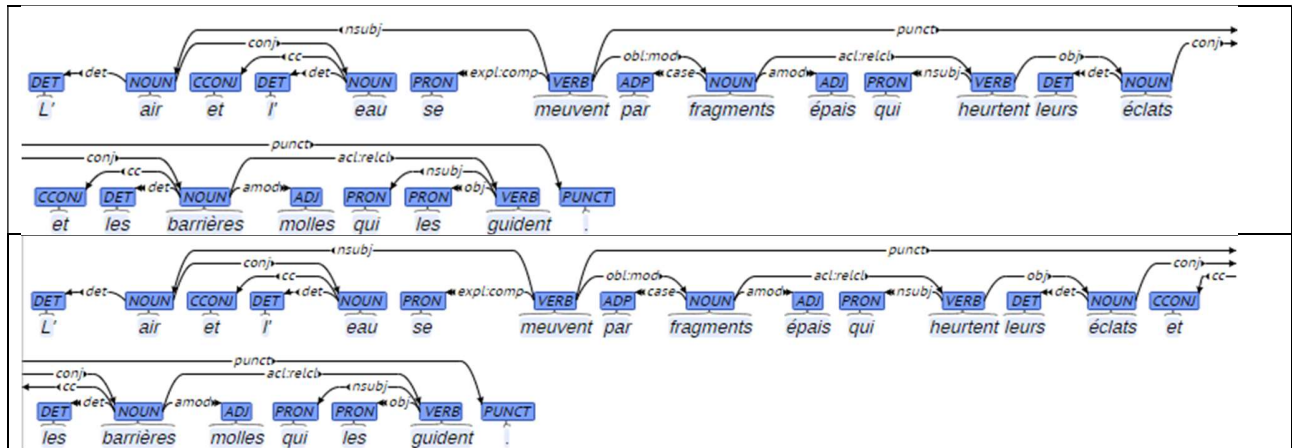 nsubj punct
conj obl:mod acl:relcl conj
det cc det expl:comp case amod nsubj obj det
DET NOUN CCONJ DET NOUN PRON VERB ADP NOUN ADJ PRON VERB DET NOUN
L' air et l' eau se meuvent par fragments épais qui heurtent leurs éclats
punct
conj acl:relcl
cc det amod nsubj obj
CCONJ DET NOUN ADJ PRON PRON VERB PUNCT
et les barrières molles qui les guident .
nsubj punct
conj obl:mod acl:relcl conj
det cc det expl:comp case amod nsubj obj det cc
DET NOUN CCONJ DET NOUN PRON VERB ADP NOUN ADJ PRON VERB DET NOUN CCONJ
L' air et l' eau se meuvent par fragments épais qui heurtent leurs éclats et
punct
conj acl:relcl
cc nsubj
det amod obj
DET NOUN ADJ PRON PRON VERB PUNCT
les barrières molles qui les guident .